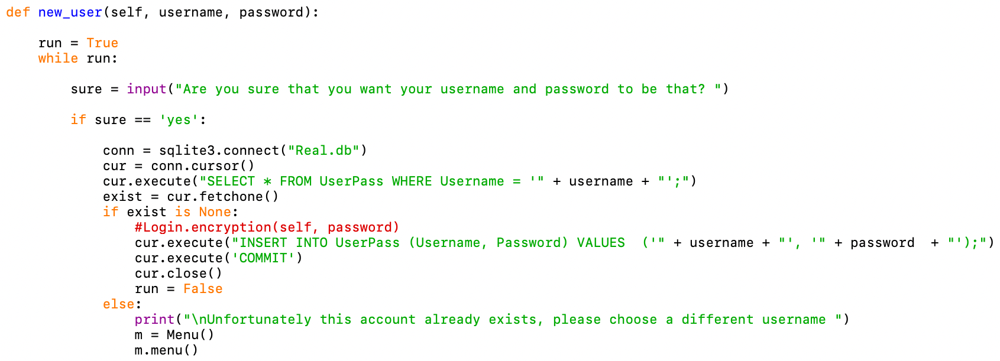 def new_user(self, username, password):
    run = True
    while run:
        sure = input("Are you sure that you want your username and password to be that? ")
        if sure == 'yes':
            conn = sqlite3.connect("Real.db")
            cur = conn.cursor()
            cur.execute("SELECT * FROM UserPass WHERE Username = '" + username + "';")
            exist = cur.fetchone()
            if exist is None:
                #Login.encryption(self, password)
                cur.execute("INSERT INTO UserPass (Username, Password) VALUES  ('" + username + "', '" + password  + "');")
                cur.execute('COMMIT')
                cur.close()
                run = False
            else:
                print("\nUnfortunately this account already exists, please choose a different username ")
                m = Menu()
                m.menu()